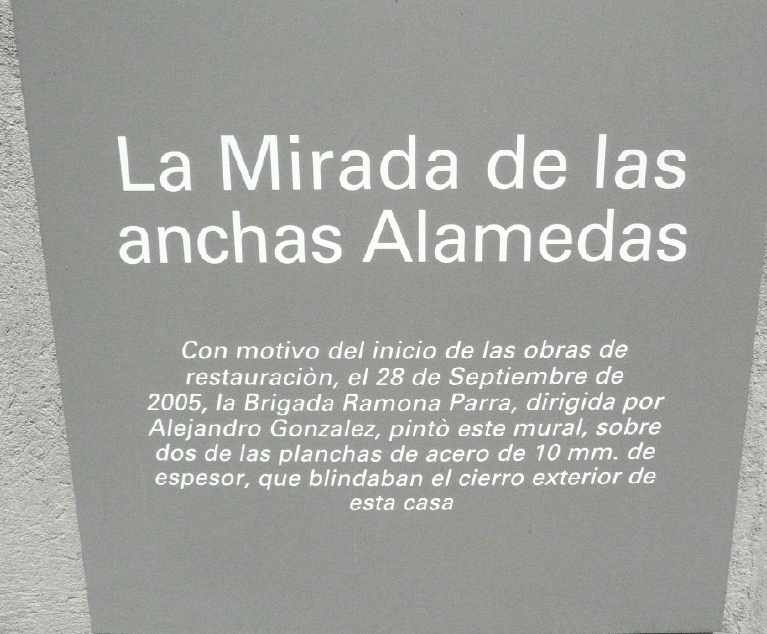 La Mirada de las
anchas Alamedas
Con motivo del inicio de las obras de
restauraciòn, el 28 de Septiembre de
2005, la Brigada Ramona Parra, dirigida por
Alejandro Gonzalez, pintò este mural, sobre
dos de las planchas de acero de 10 mm. de
espesor, que blindaban el cierro exterior de
esta casa